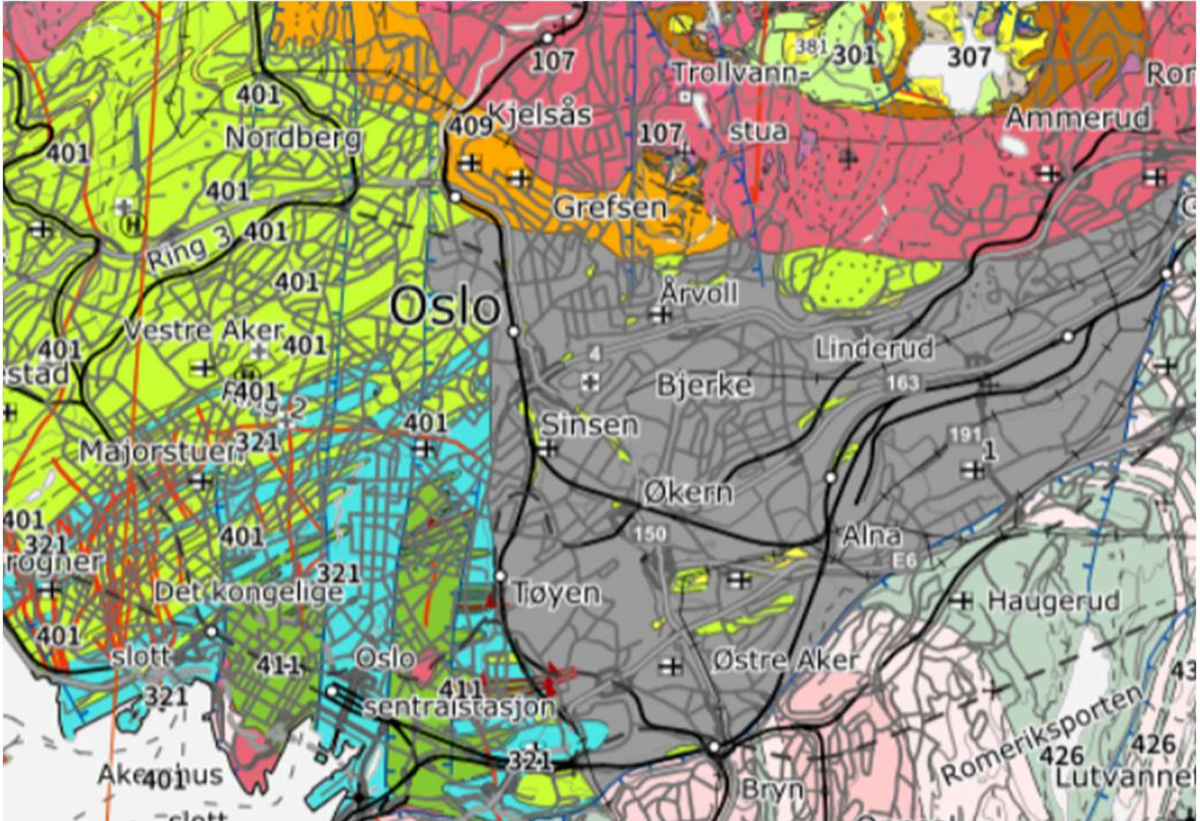 381
301
307
107
Trollvann-
stua
401
Nordberg
409
Kjelsås
107
Ammerud
401
401
Grefsen
Ring 3
401
401
Oslo
Årvoll
Vestre Aker
401
401
estad
4
Linderud
401
Bjerke
163
401
Sinsen
191
1
Majorstuen
321
Økern
401
401
150
Alna
321
E6
rogner
321
Det kongelige
Tøyen
Haugerud
401
slott
411
Oslo
Østre Aker
321
411
sentralstasjon
43
Romeriksporten
426
426
321
Akershus
401
Bryn
Lutvannet
slott